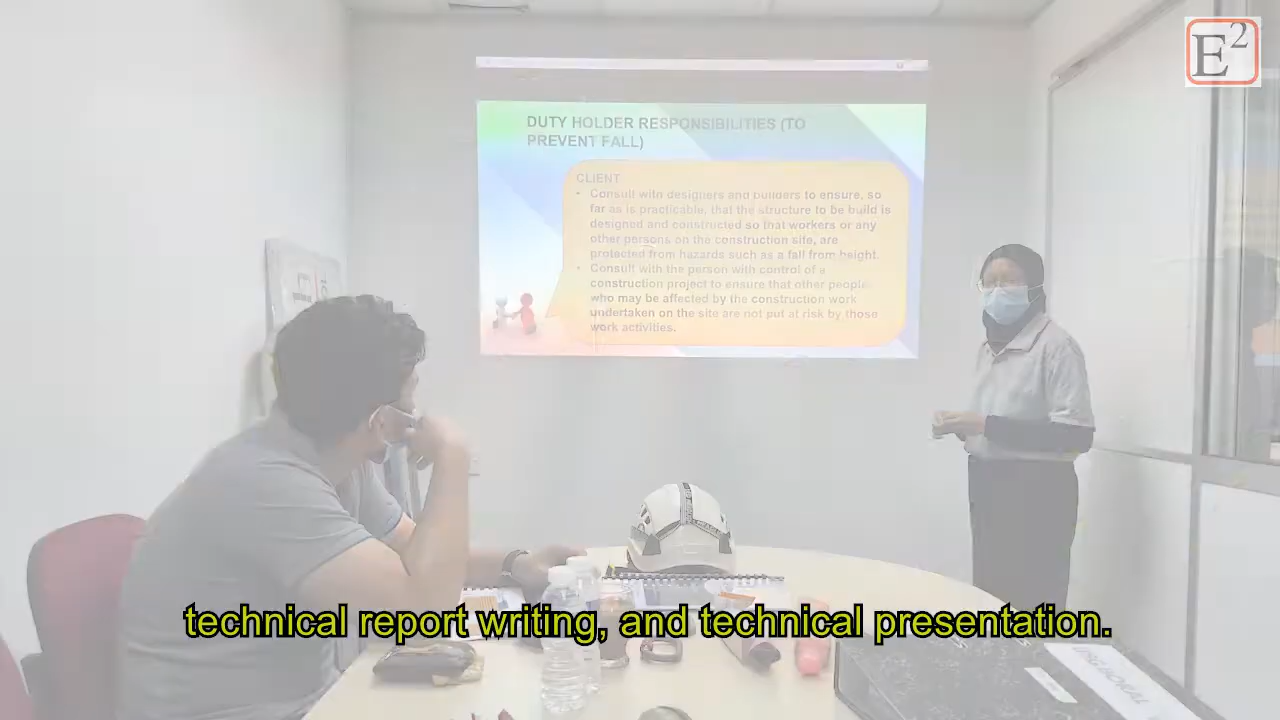 E2
DUTY HOLDER RESPONSIBILITIES (TO
PREVENT FALL)
CLIENT
• Consult with designers and builders to ensure, so
far as is practicable, that the structure to be build is
designed and constructed so that workers or any
other persons on the construction site, are
protected from hazards such as a fall from height.
• Consult with the person with control of a
construction project to ensure that other people
who may be affected by the construction work
undertaken on the site are not put at risk by those
work activities.
technical report writing, and technical presentation.